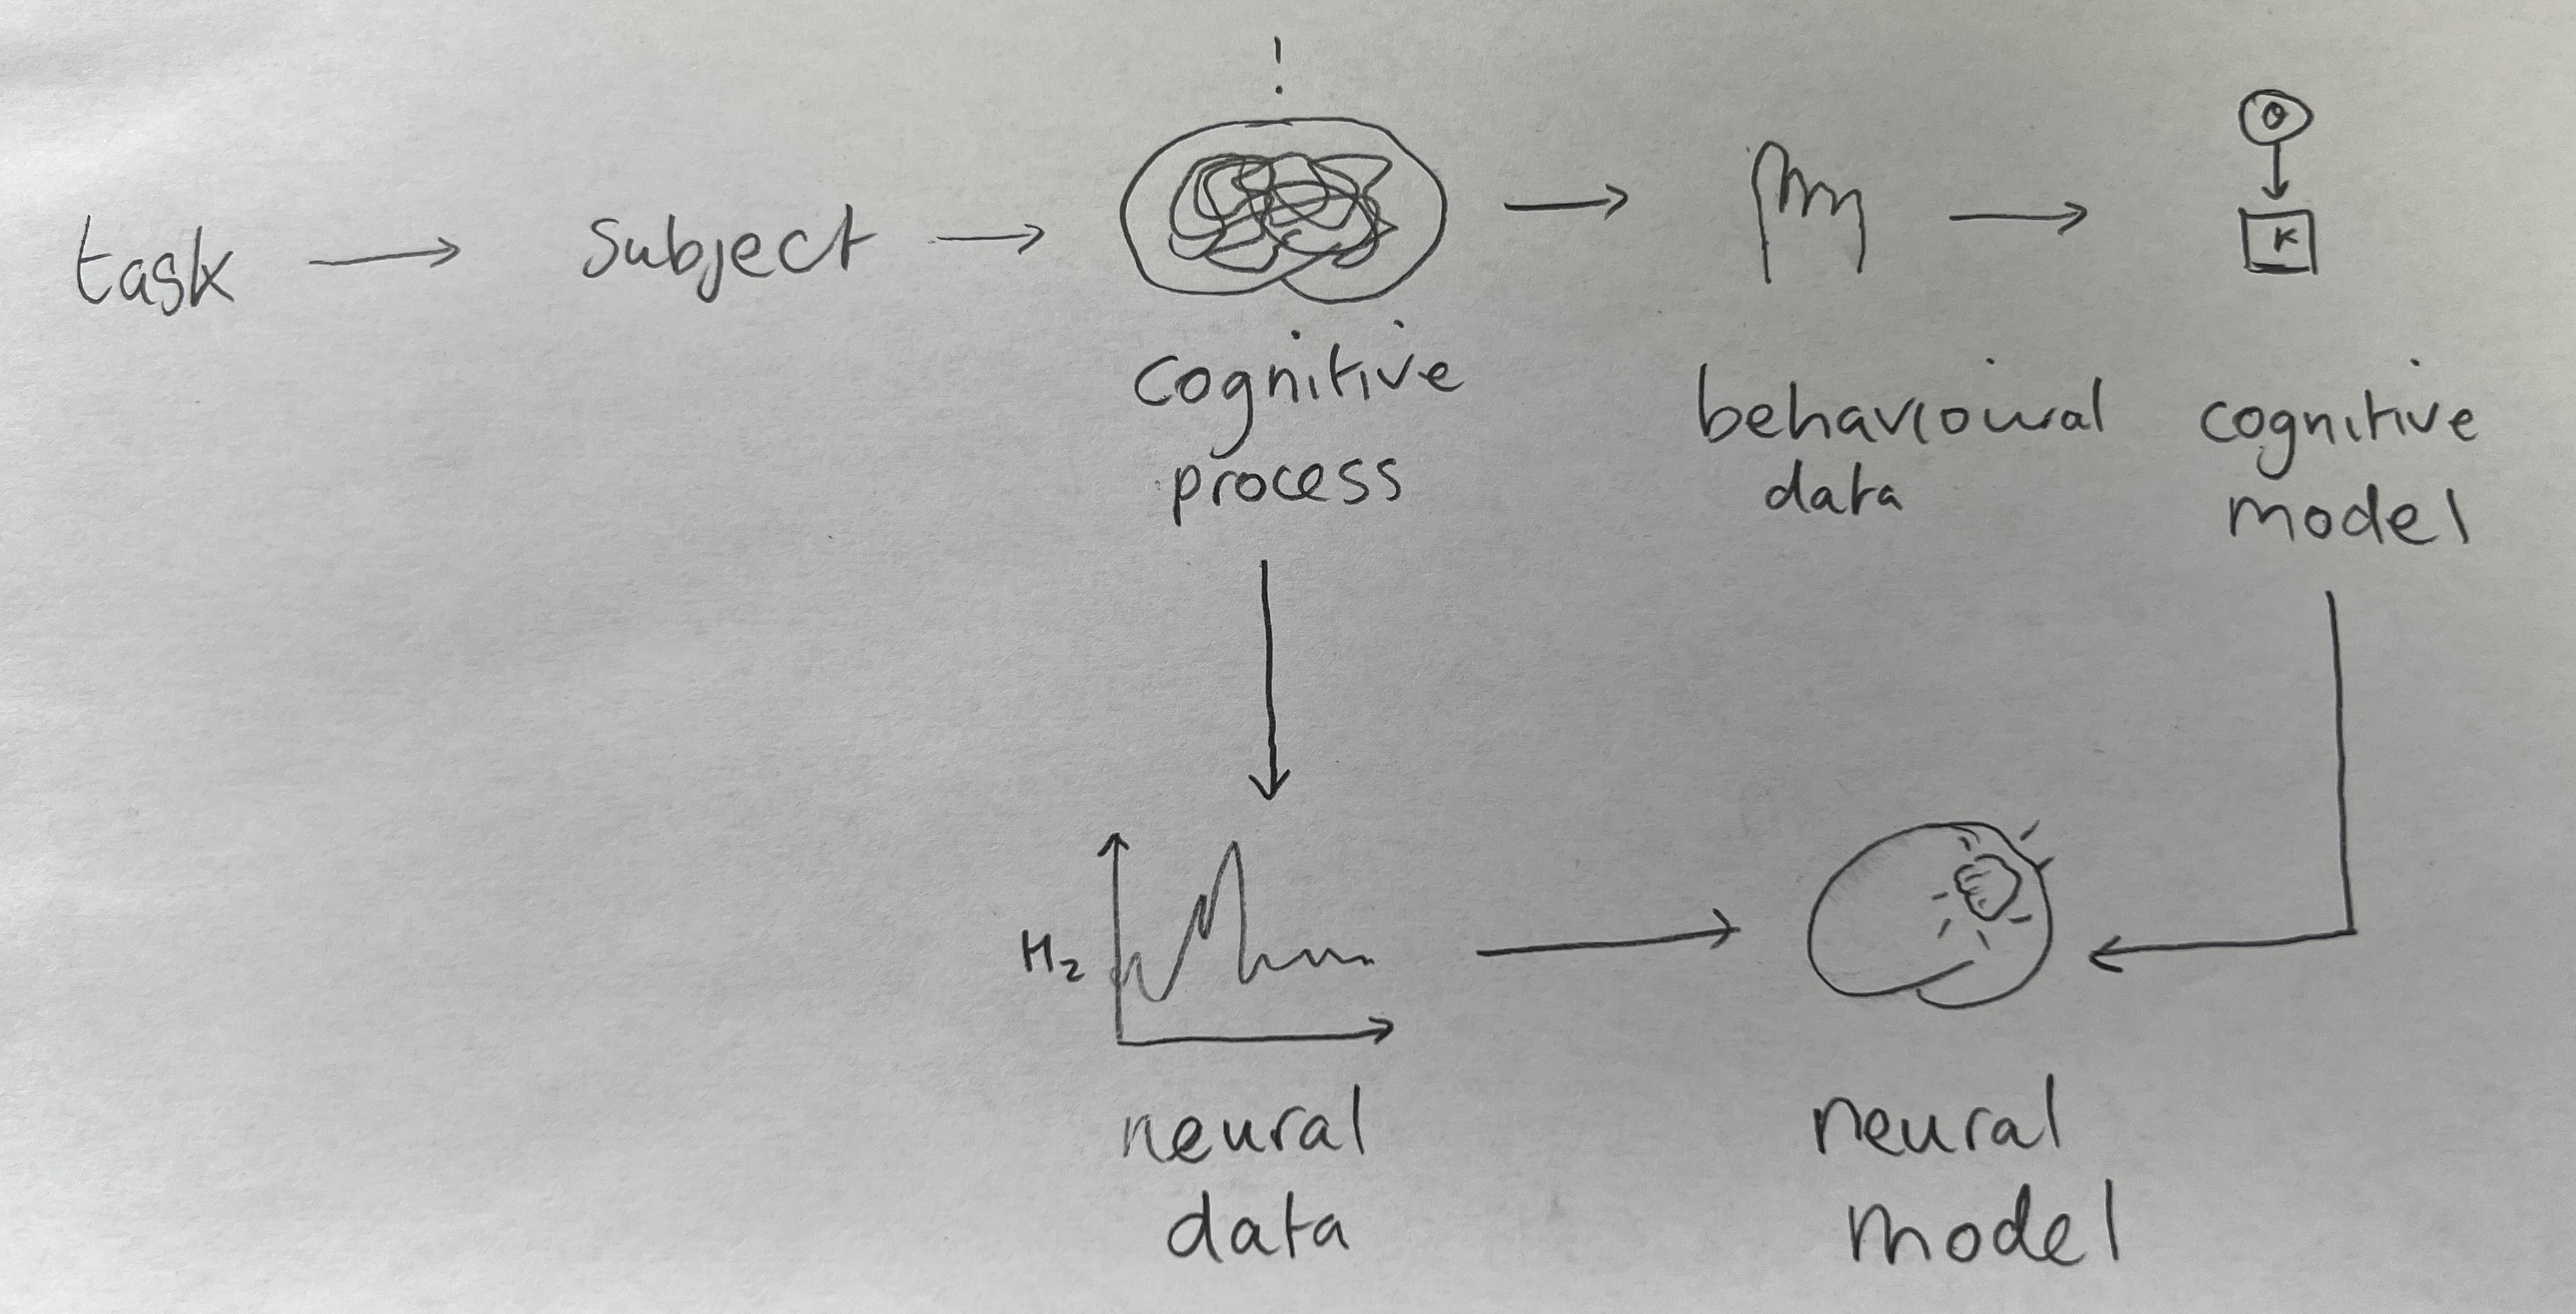 !
θ
K
task
subject
cognitive
process
behavioural
data
cognitive
model
Hz
neural
data
neural
model